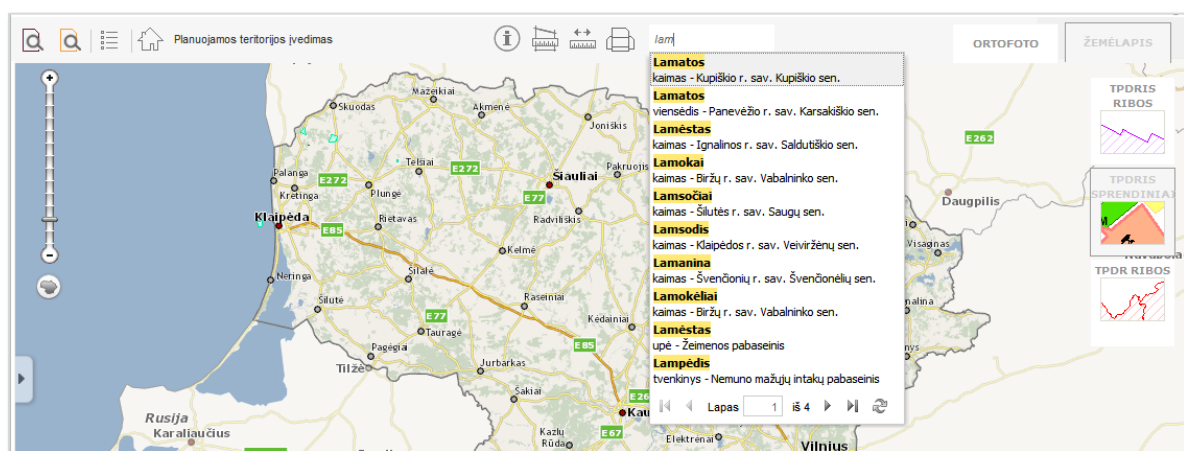 Planuojamos teritorijos įvedimas
lam
ORTOFOTO
ŽEMĖLAPIS
Lamatos
kaimas - Kupiškio r. sav. Kupiškio sen.
Lamatos
viensėdis - Panevėžio r. sav. Karsakiškio sen.
Lamėstas
kaimas - Ignalinos r. sav. Saldutiškio sen.
Lamokai
kaimas - Biržų r. sav. Vabalninko sen.
Lamsočiai
kaimas - Šilutės r. sav. Saugų sen.
Lamsodis
kaimas - Klaipėdos r. sav. Veiviržėnų sen.
Lamanina
kaimas - Švenčionių r. sav. Švenčionėlių sen.
Lamokėliai
kaimas - Biržų r. sav. Vabalninko sen.
Lamėstas
upė - Žeimenos pabaseinis
Lampėdis
tvenkinys - Nemuno mažųjų intakų pabaseinis
Lapas 1 iš 4
TPDRIS
RIBOS
TPDRIS
SPRENDINIAI
TPDR RIBOS
Skuodas
Mažeikiai
Akmenė
Joniškis
Palanga
E272
Telšiai
E272
Šiauliai
Pakruojis
Kretinga
Plungė
E77
Radviliškis
Klaipėda
E85
Rietavas
Kelmė
Neringa
Šilalė
Šilutė
Raseiniai
E77
Tauragė
Kėdainiai
Pagėgiai
E85
Tilžė
Jurbarkas
Šakiai
Rusija
Karaliaučius
Kazlų
Rūda
E67
Elektrėnai
Vilnius
E262
Daugpilis
Visaginas